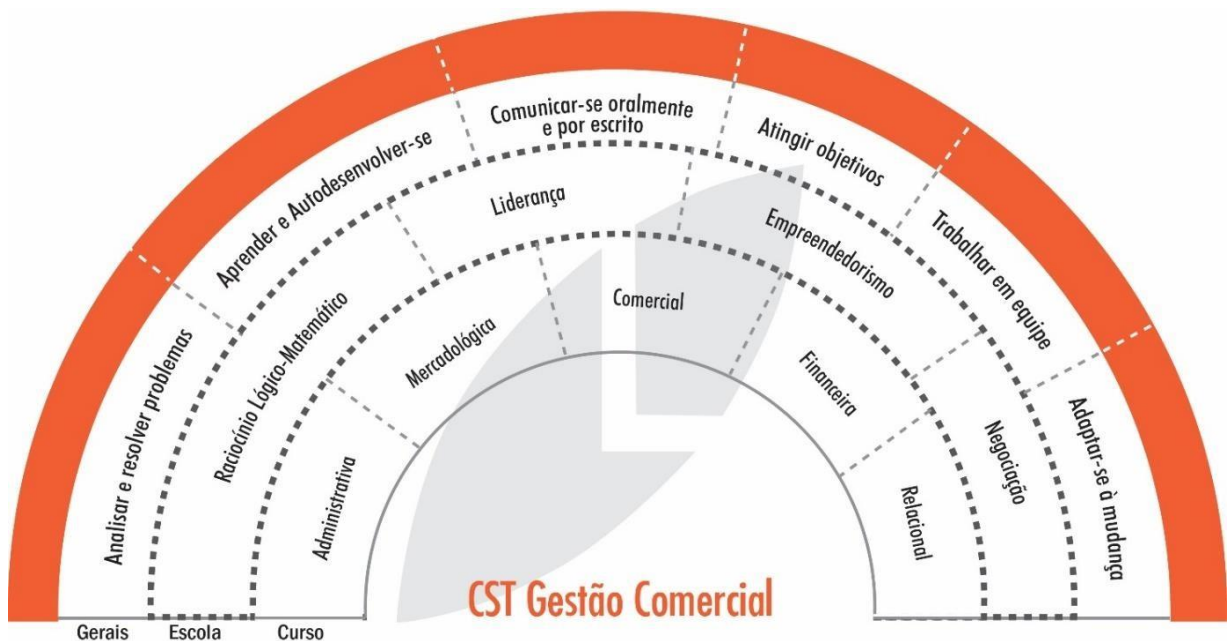 Analisar e resolver problemas
Aprender e Autodesenvolver-se
Comunicar-se oralmente
e por escrito
Atingir objetivos
Trabalhar em equipe
Adaptar-se à mudança
Raciocínio Lógico-Matemático
Liderança
Empreendedorismo
Negociação
Administrativa
Mercadológica
Comercial
Financeira
Relacional
CST Gestão Comercial
Gerais
Escola
Curso